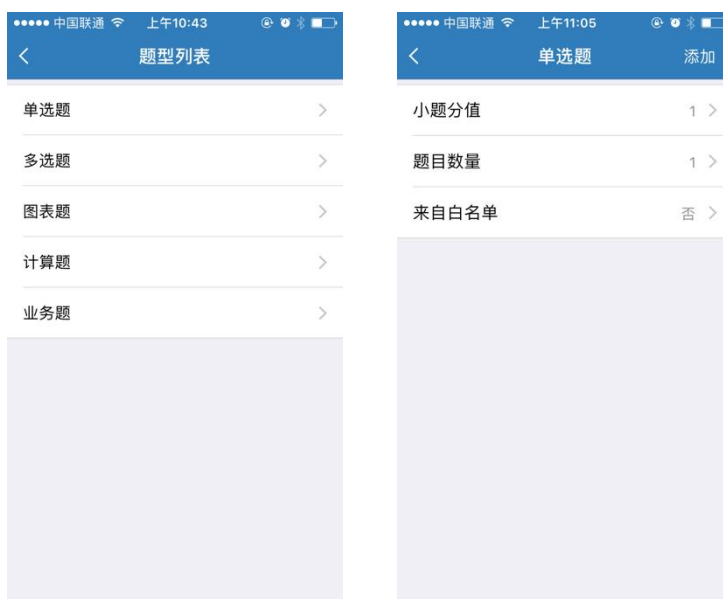 中国联通 上午10:43
题型列表
单选题
多选题
图表题
计算题
业务题
中国联通 上午11:05
单选题 添加
小题分值 1
题目数量 1
来自白名单 否